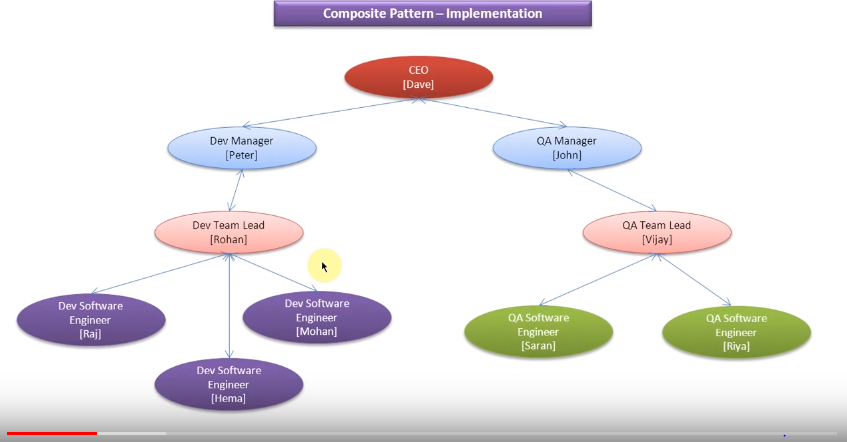 Composite Pattern – Implementation
CEO
[Dave]
Dev Manager
[Peter]
QA Manager
[John]
Dev Team Lead
[Rohan]
QA Team Lead
[Vijay]
Dev Software
Engineer
[Raj]
Dev Software
Engineer
[Mohan]
QA Software
Engineer
[Saran]
QA Software
Engineer
[Riya]
Dev Software
Engineer
[Hema]